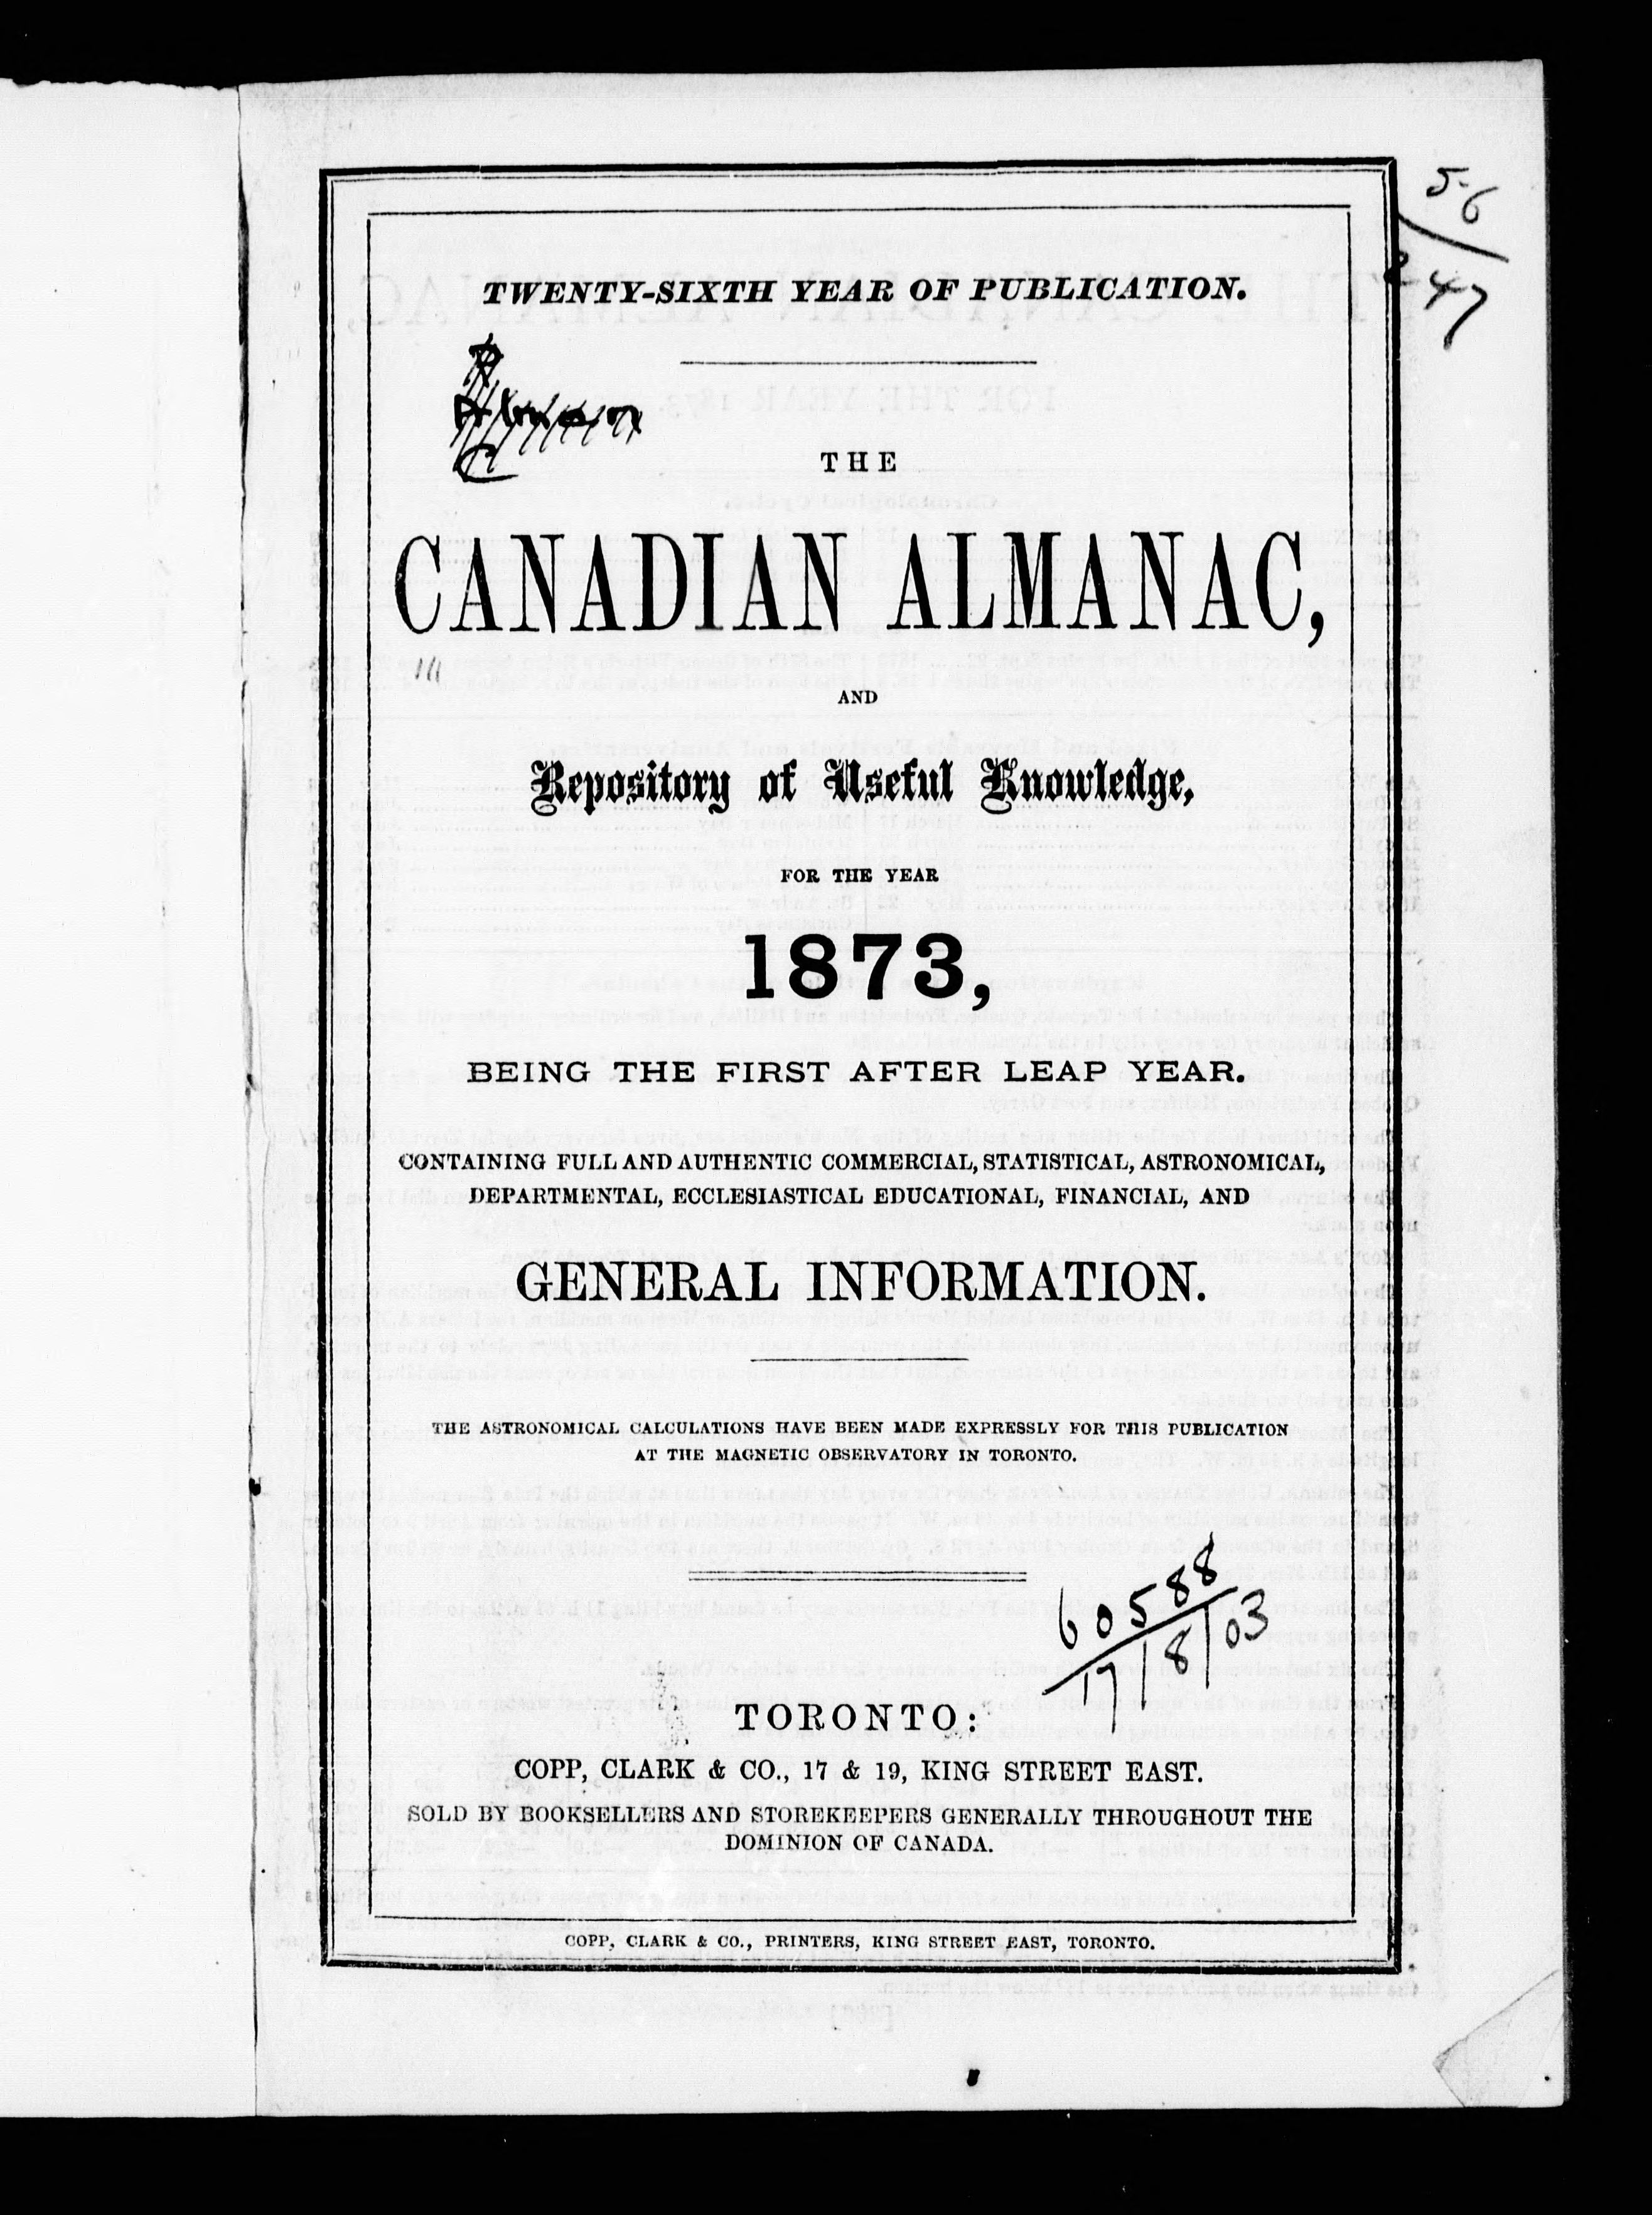 56
247
TWENTY-SIXTH YEAR OF PUBLICATION.
THE
CANADIAN ALMANAC,
AND
Repository of Useful Knowledge,
FOR THE YEAR
1873,
BEING THE FIRST AFTER LEAP YEAR.
CONTAINING FULL AND AUTHENTIC COMMERCIAL, STATISTICAL, ASTRONOMICAL,
DEPARTMENTAL, ECCLESIASTICAL EDUCATIONAL, FINANCIAL, AND
GENERAL INFORMATION.
THE ASTRONOMICAL CALCULATIONS HAVE BEEN MADE EXPRESSLY FOR THIS PUBLICATION
AT THE MAGNETIC OBSERVATORY IN TORONTO.
60588
17/8/03
TORONTO:
COPP, CLARK & CO., 17 & 19, KING STREET EAST.
SOLD BY BOOKSELLERS AND STOREKEEPERS GENERALLY THROUGHOUT THE
DOMINION OF CANADA.
COPP, CLARK & CO., PRINTERS, KING STREET EAST, TORONTO.